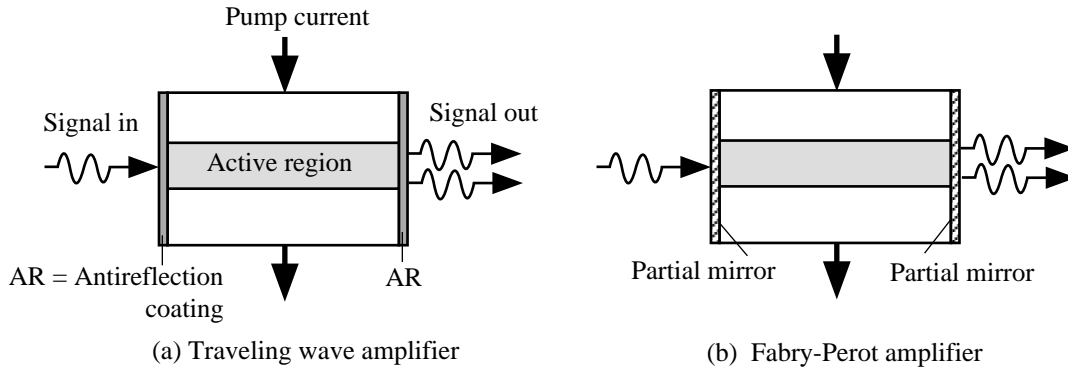 Pump current
Signal in
Signal out
Active region
AR = Antireflection
coating
AR
(a) Traveling wave amplifier
Partial mirror
Partial mirror
(b) Fabry-Perot amplifier